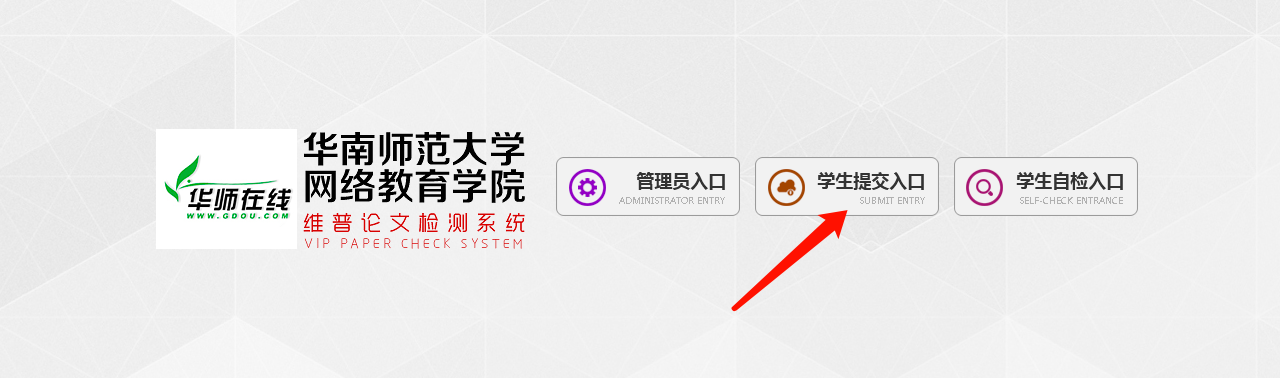 华师在线
WWW.GDOU.COM
华南师范大学
网络教育学院
维普论文检测系统
VIP PAPER CHECK SYSTEM
管理员入口
ADMINISTRATOR ENTRY
学生提交入口
SUBMIT ENTRY
学生自检入口
SELF-CHECK ENTRANCE